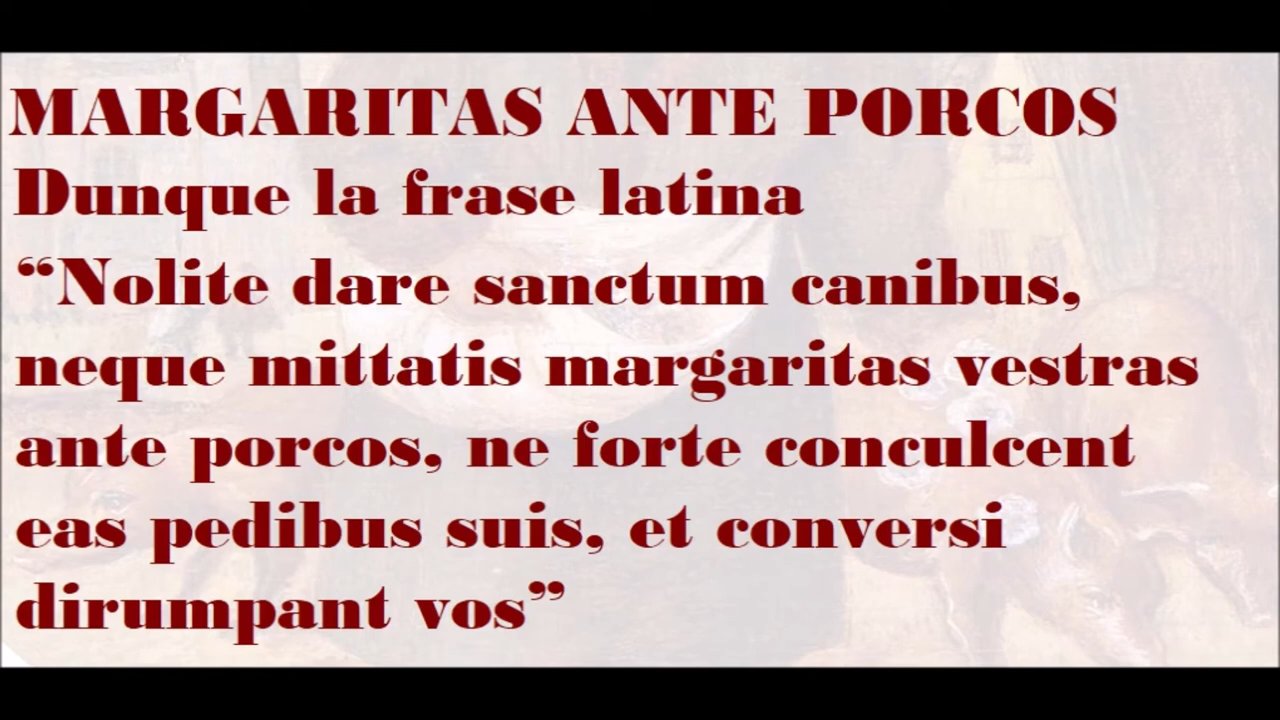 MARGARITAS ANTE PORCOS
Dunque la frase latina
“Nolite dare sanctum canibus,
neque mittatis margaritas vestras
ante porcos, ne forte conculcent
eas pedibus suis, et conversi
dirumpant vos”